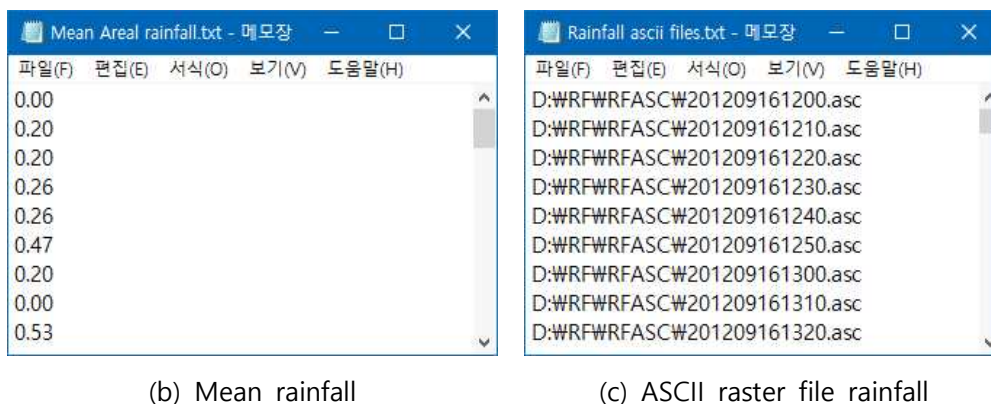 Mean Areal rainfall.txt - 메모장
파일(F) 편집(E) 서식(O) 보기(V) 도움말(H)
0.00
0.20
0.20
0.26
0.26
0.47
0.20
0.00
0.53
(b) Mean rainfall
Rainfall ascii files.txt - 메모장
파일(F) 편집(E) 서식(O) 보기(V) 도움말(H)
D:₩RF₩RFASC₩201209161200.asc
D:₩RF₩RFASC₩201209161210.asc
D:₩RF₩RFASC₩201209161220.asc
D:₩RF₩RFASC₩201209161230.asc
D:₩RF₩RFASC₩201209161240.asc
D:₩RF₩RFASC₩201209161250.asc
D:₩RF₩RFASC₩201209161300.asc
D:₩RF₩RFASC₩201209161310.asc
D:₩RF₩RFASC₩201209161320.asc
(c) ASCII raster file rainfall